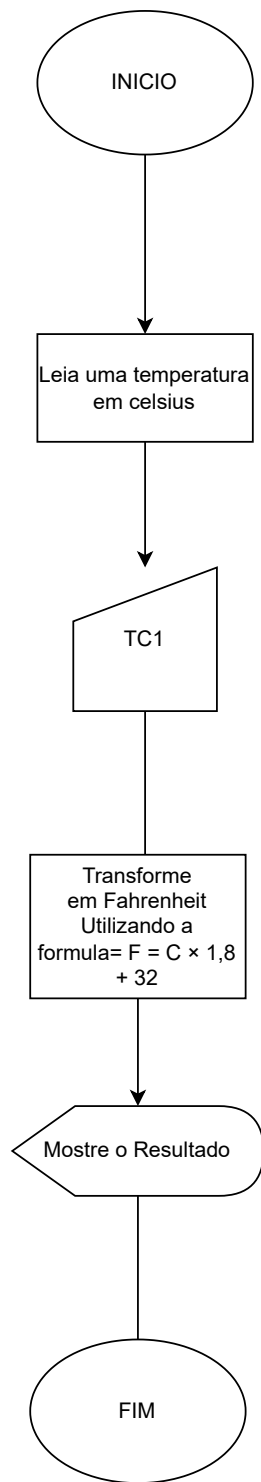 INICIO
Leia uma temperatura
em celsius
TC1
Transforme
em Fahrenheit
Utilizando a
formula= F = C × 1,8
+ 32
Mostre o Resultado
FIM